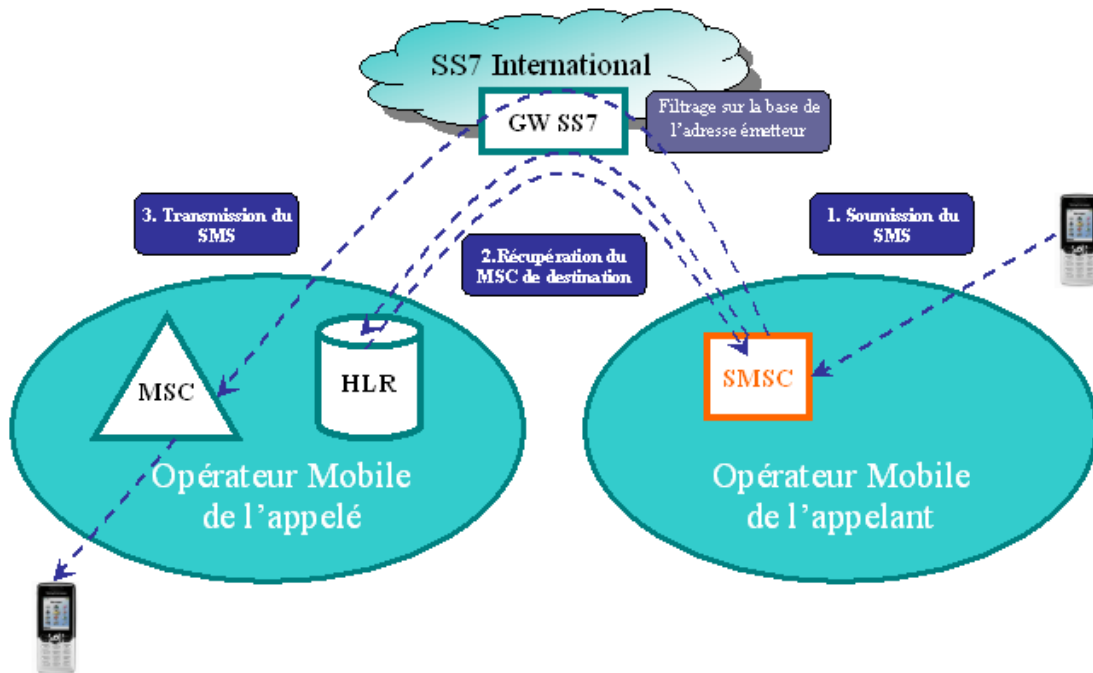 SS7 International
GW SS7
Filtrage sur la base de
l'adresse émetteur
3. Transmission du
SMS
2.Récupération du
MSC de destination
1. Soumission du
SMS
MSC
HLR
SMSC
Opérateur Mobile
de l'appelé
Opérateur Mobile
de l'appelant